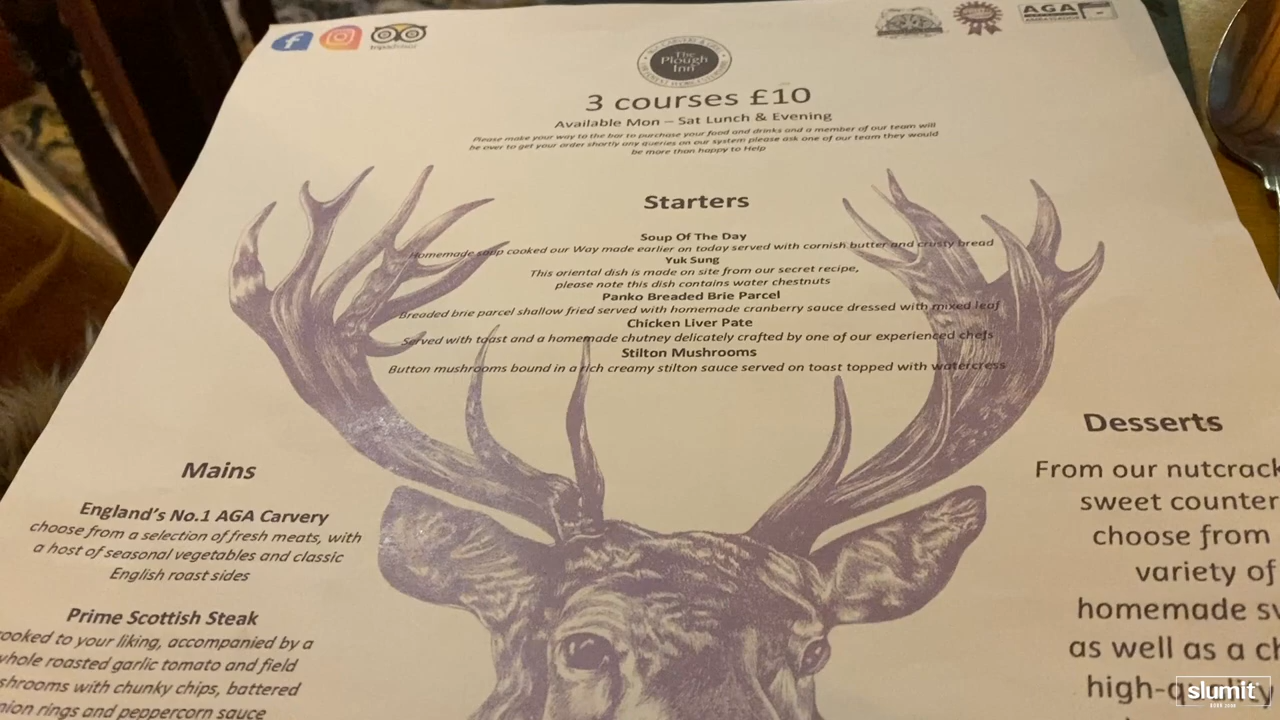 tripadvisor
AGA
The
Plough
Inn
3 courses £10
Available Mon – Sat Lunch & Evening
Please make your way to the bar to purchase your food and drinks and a member of our team will
be over to get your order shortly any queries on our system please ask one of our team they would
be more than happy to Help
Starters
Soup Of The Day
Homemade soup cooked our Way made earlier on today served with cornish butter and crusty bread
Yuk Sung
This oriental dish is made on site from our secret recipe,
please note this dish contains water chestnuts
Panko Breaded Brie Parcel
Breaded brie parcel shallow fried served with homemade cranberry sauce dressed with mixed leaf
Chicken Liver Pate
Served with toast and a homemade chutney delicately crafted by one of our experienced chefs
Stilton Mushrooms
Button mushrooms bound in a rich creamy stilton sauce served on toast topped with watercress
Mains
England's No.1 AGA Carvery
choose from a selection of fresh meats, with
a host of seasonal vegetables and classic
English roast sides
Prime Scottish Steak
ooked to your liking, accompanied by a
whole roasted garlic tomato and field
shrooms with chunky chips, battered
nion rings and peppercorn sauce
Desserts
From our nutcrack
sweet counter
choose from
variety of
homemade sw
as well as a ch
high-quality
slumit